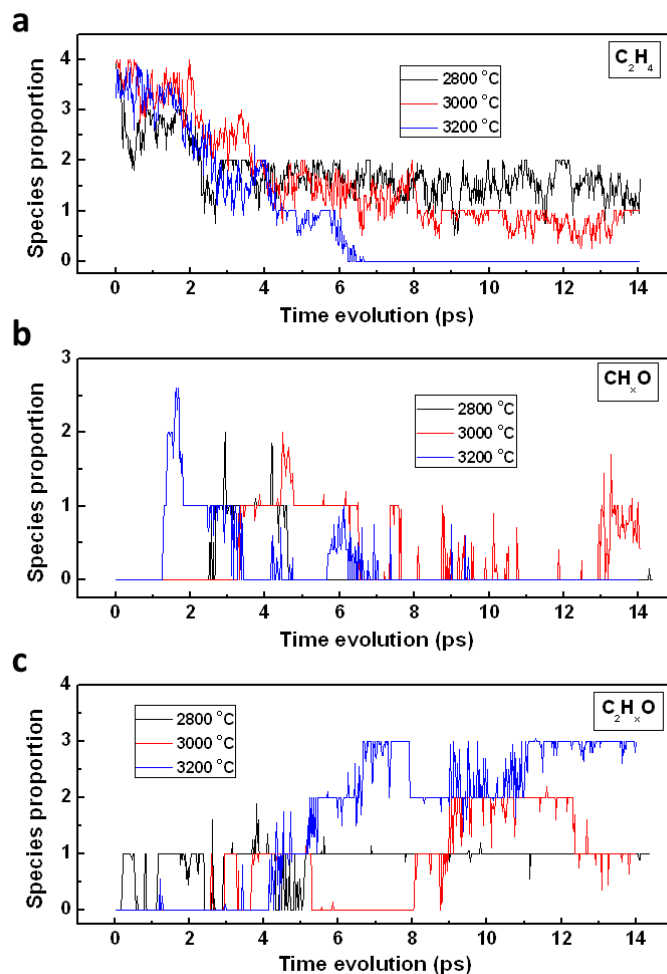 a
C₂H₄
2800 °C
3000 °C
3200 °C
4
3
2
1
0
Species proportion
0 2 4 6 8 10 12 14
Time evolution (ps)
b
CHₓO
2800 °C
3000 °C
3200 °C
3
2
1
0
Species proportion
0 2 4 6 8 10 12 14
Time evolution (ps)
c
C₂HₓO
2800 °C
3000 °C
3200 °C
4
3
2
1
0
Species proportion
0 2 4 6 8 10 12 14
Time evolution (ps)